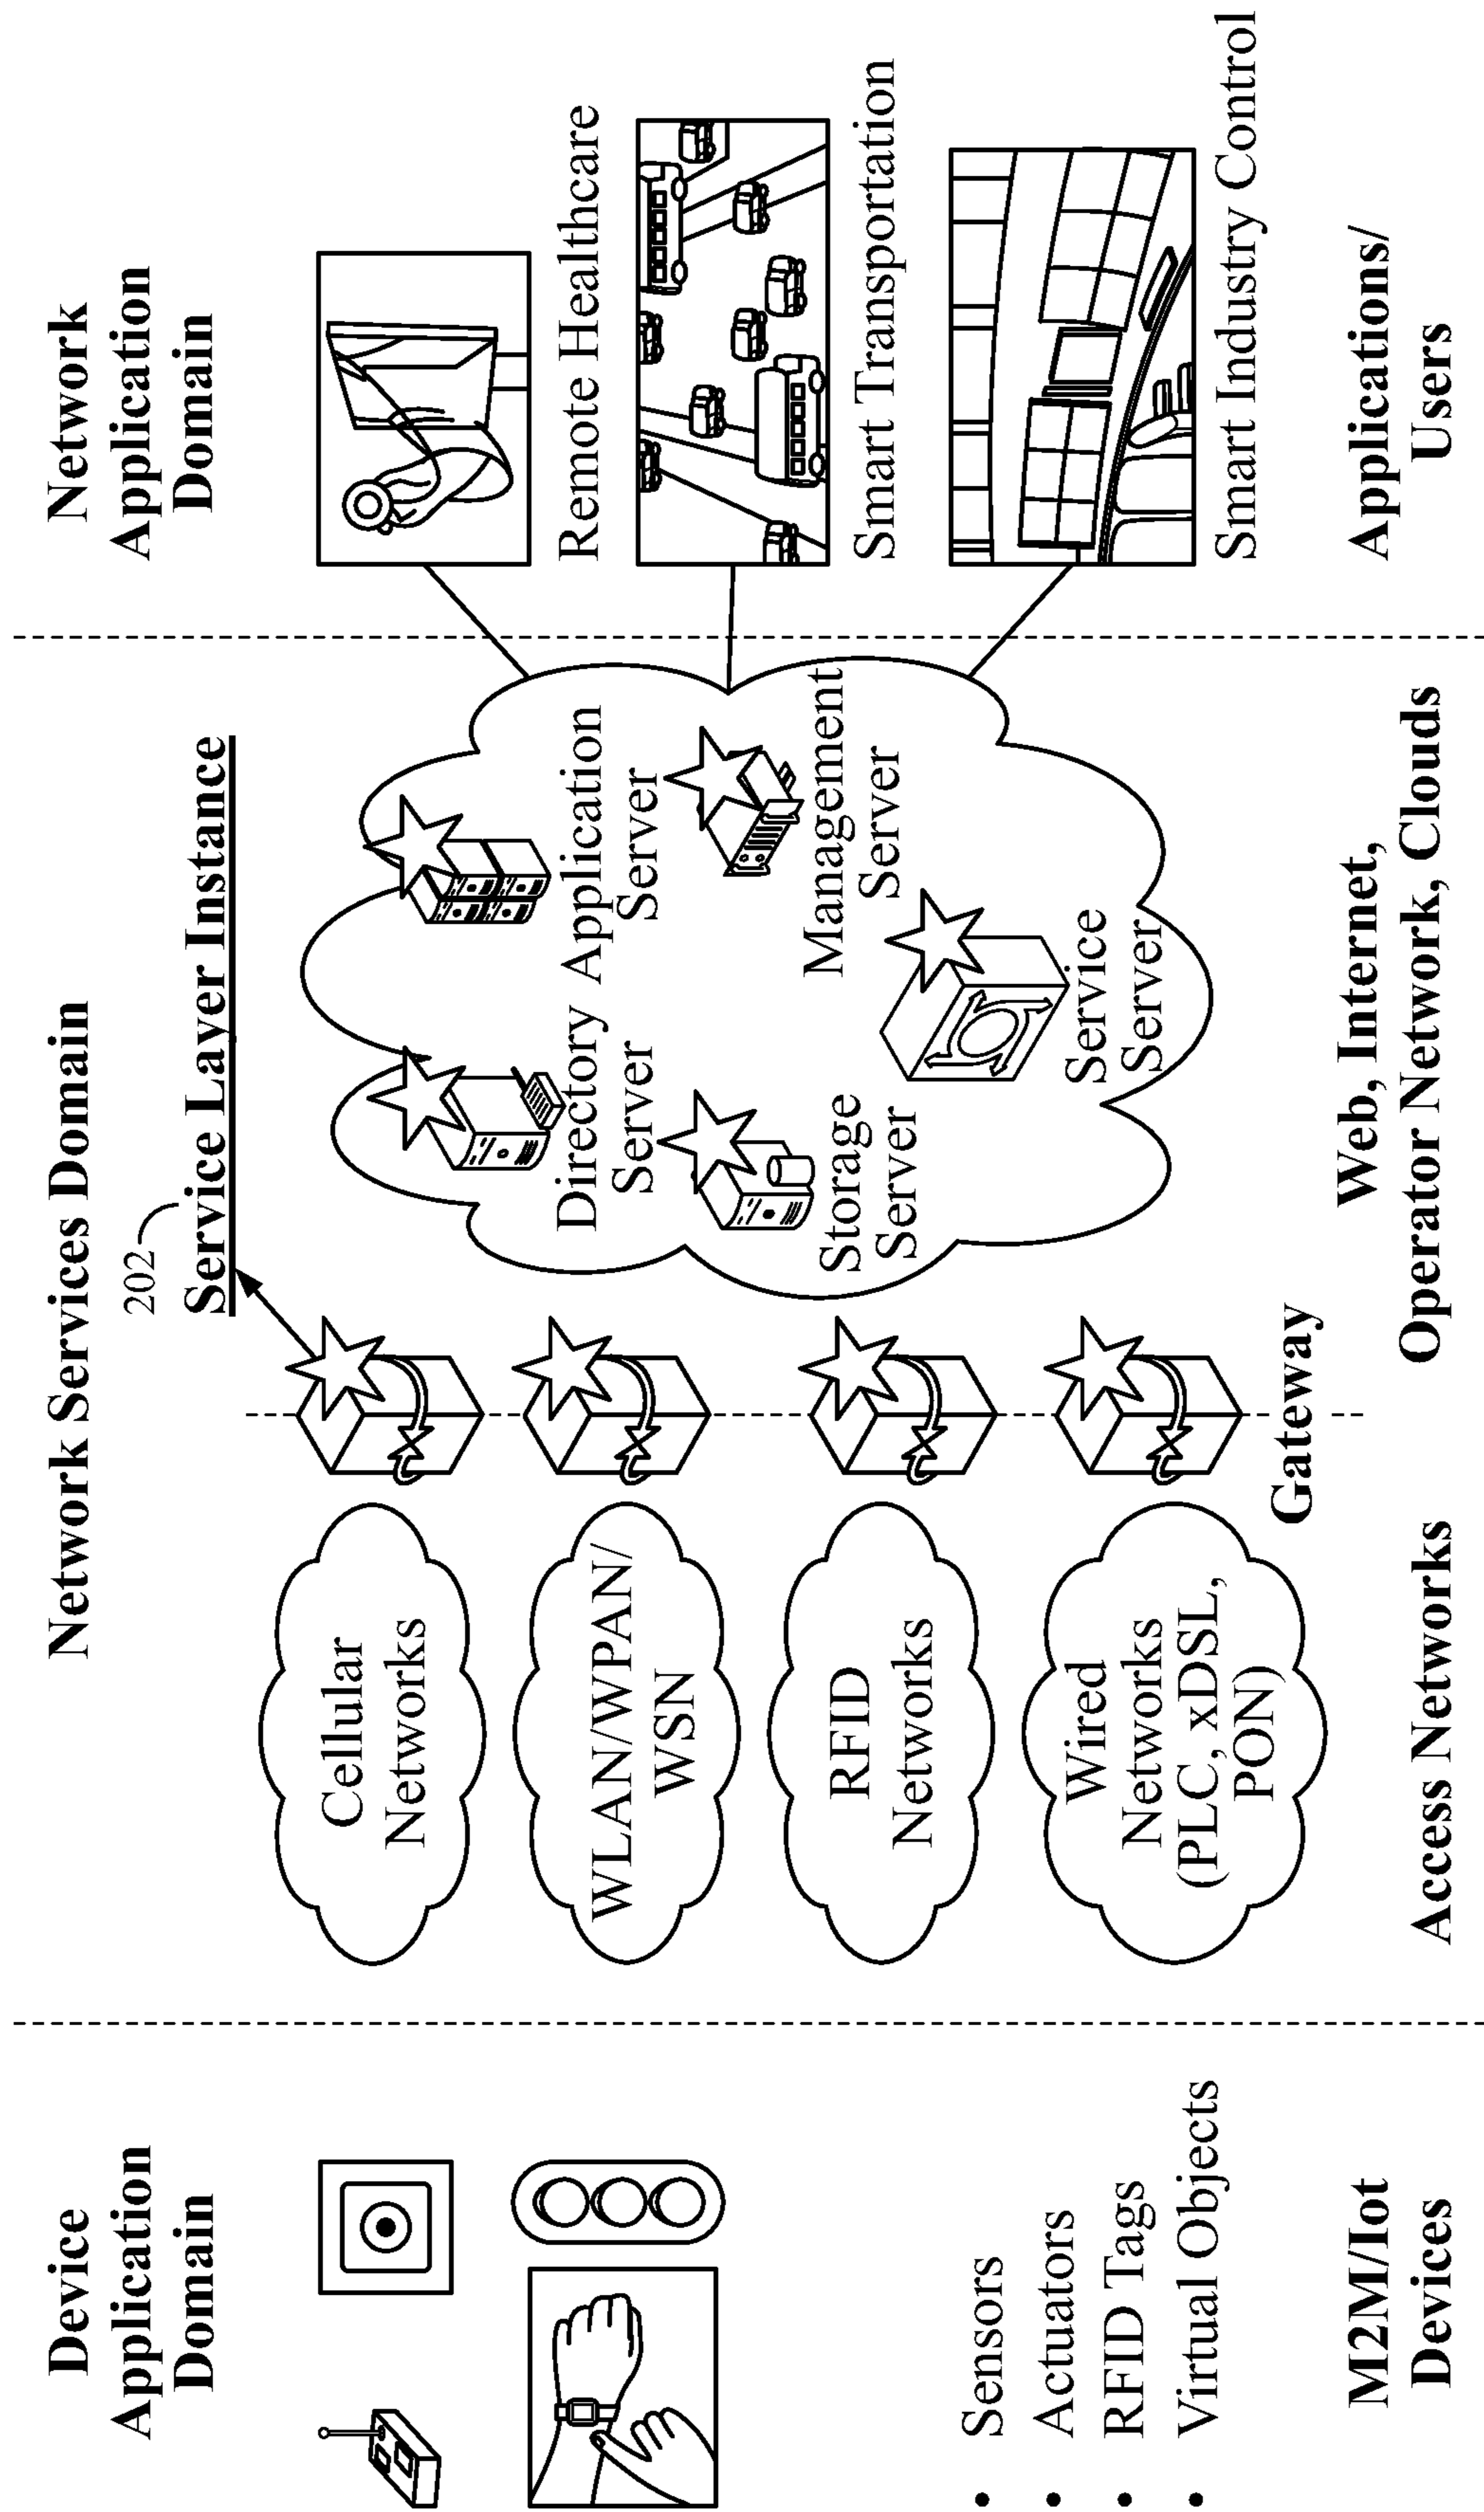 Device
Application
Domain
Network Services Domain
Network
Application
Domain
202
Service Layer Instance
Cellular
Networks
WLAN/WPAN/
WSN
RFID
Networks
Wired
Networks
(PLC, xDSL,
PON)
Directory
Server
Application
Server
Storage
Server
Management
Server
Service
Server
Remote Healthcare
Smart Transportation
Smart Industry Control
• Sensors
• Actuators
• RFID Tags
• Virtual Objects
Gateway
M2M/Iot
Devices
Access Networks
Web, Internet,
Operator Network, Clouds
Applications/
Users